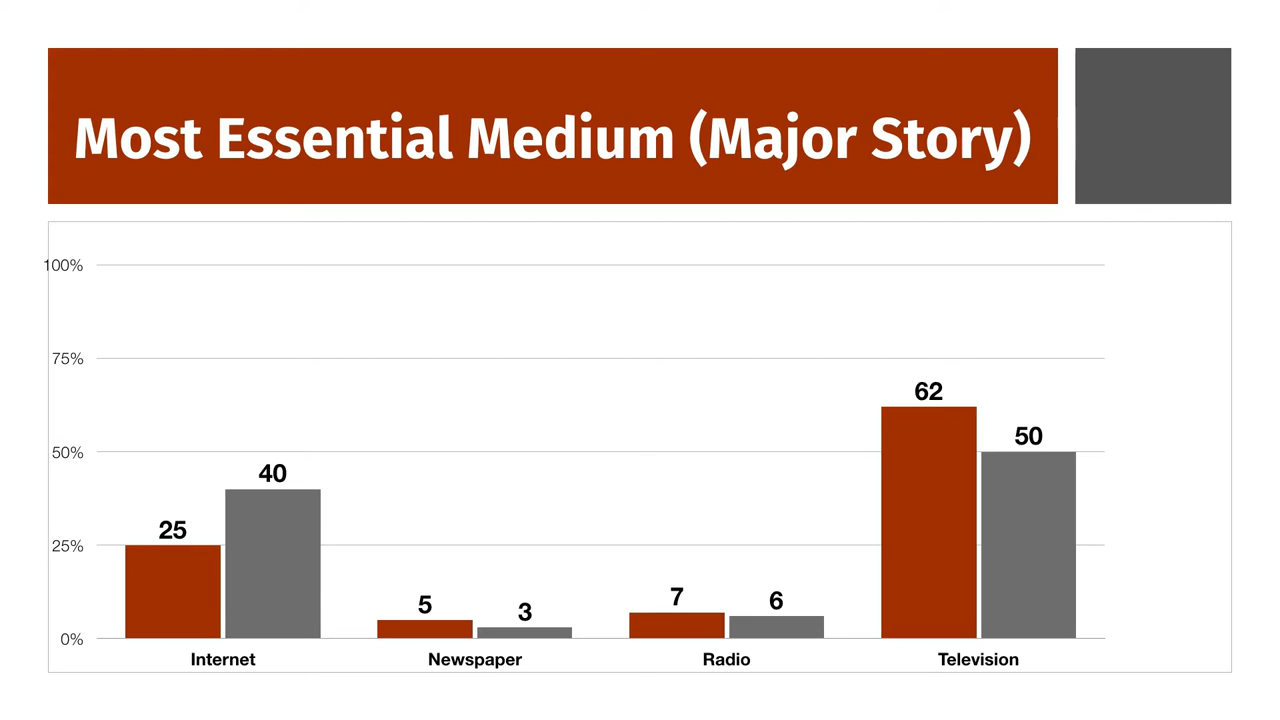 Most Essential Medium (Major Story)
100%
75%
50%
25%
0%
25
40
5
3
7
6
62
50
Internet
Newspaper
Radio
Television